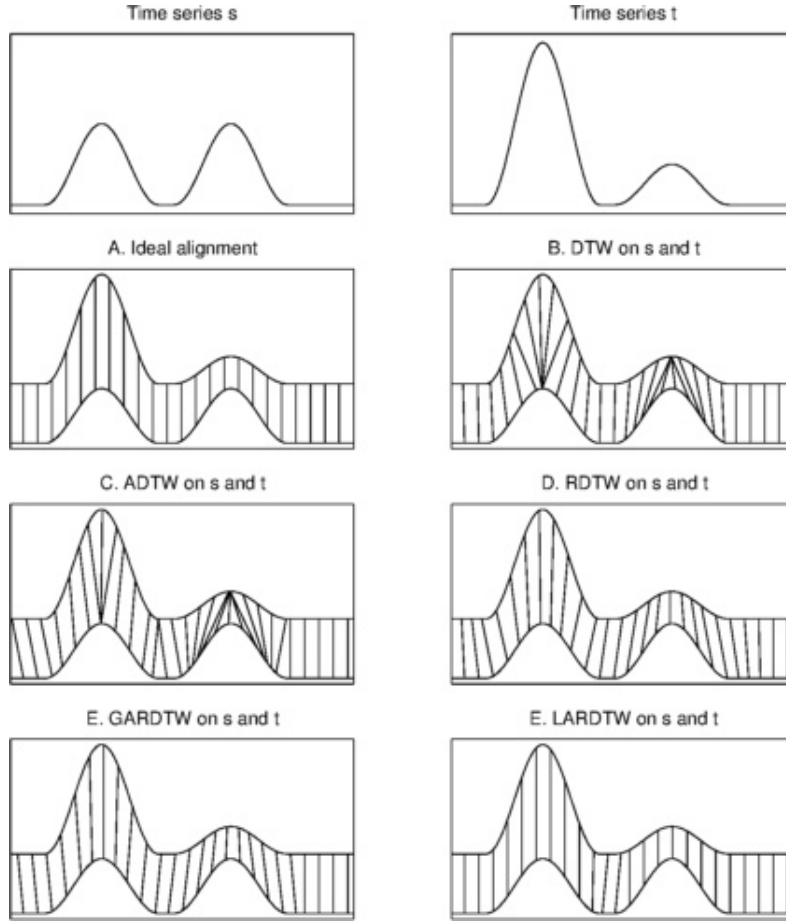 Time series s
Time series t
A. Ideal alignment
B. DTW on s and t
C. ADTW on s and t
D. RDTW on s and t
E. GARDTW on s and t
E. LARDTW on s and t